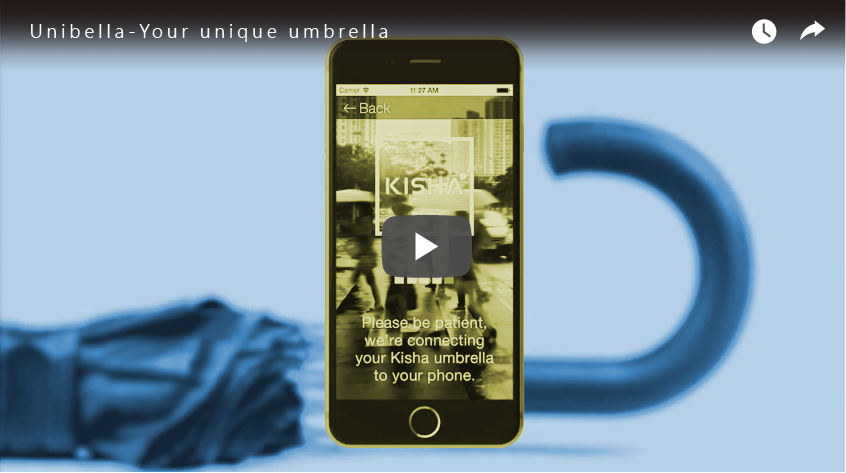 Unibella-Your unique umbrella
Carrier 11:27 AM
Back
KISHA
Please be patient,
we're connecting
your Kisha umbrella
to your phone.